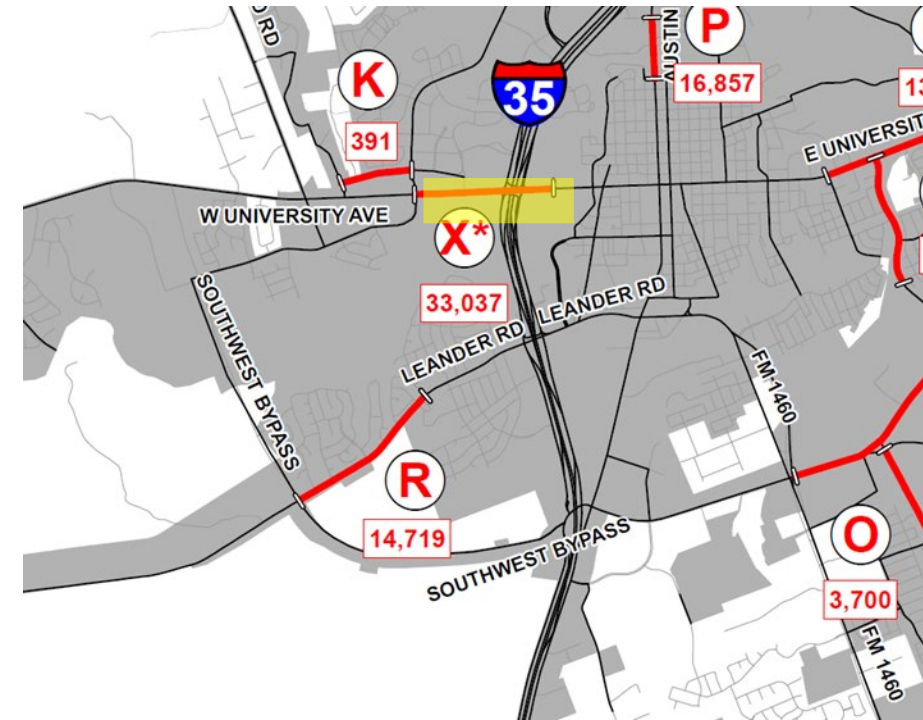 D RD
AUSTIN
P
16,857
K
391
35
13
E UNIVERSIT
W UNIVERSITY AVE
X*
33,037
LEANDER RD
LEANDER RD
SOUTHWEST BYPASS
FM 1460
R
14,719
SOUTHWEST BYPASS
O
3,700
FM 1460